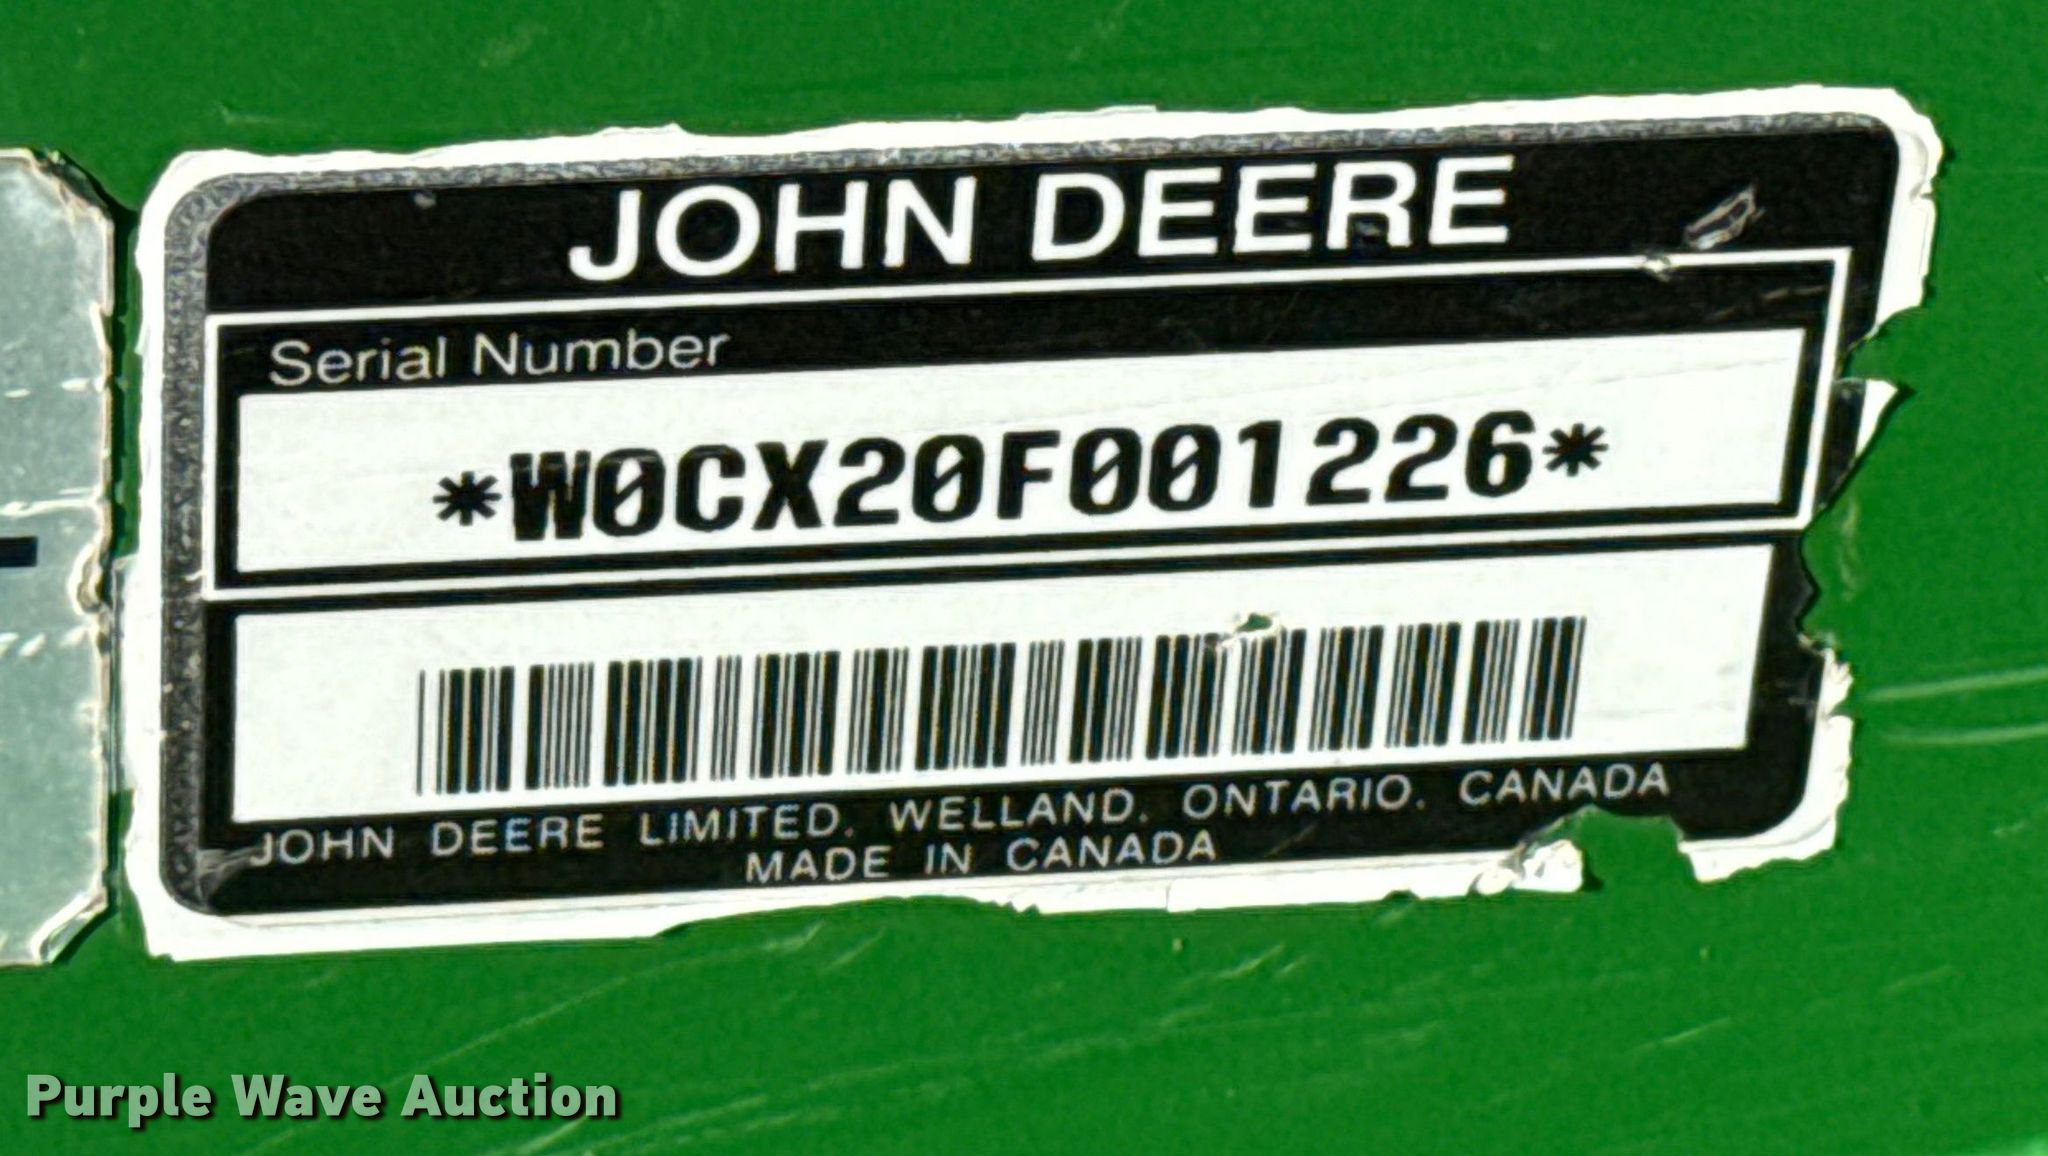 JOHN DEERE
Serial Number
*W0CX20F001226*
JOHN DEERE LIMITED. WELLAND. ONTARIO. CANADA
MADE IN CANADA
Purple Wave Auction